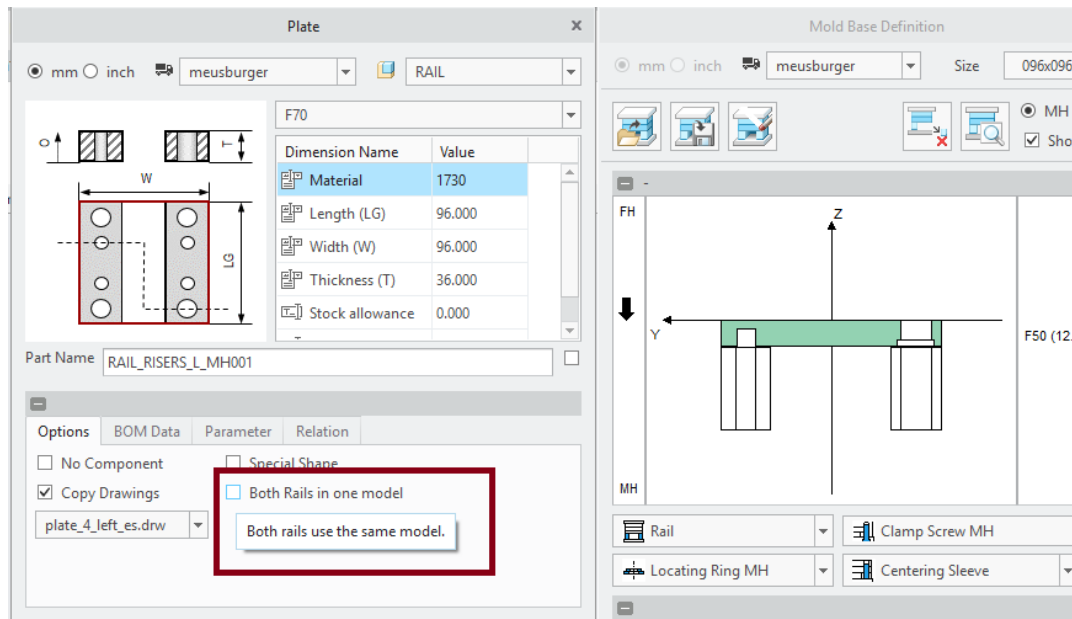 Plate
mm inch meusburger RAIL
F70
Dimension Name Value
Material 1730
Length (LG) 96.000
Width (W) 96.000
Thickness (T) 36.000
Stock allowance 0.000
O T W LG
Part Name RAIL_RISERS_L_MH001
Options BOM Data Parameter Relation
No Component Special Shape
Copy Drawings Both Rails in one model
plate_4_left_es.drw Both rails use the same model.
Mold Base Definition
mm inch meusburger Size 096x096
MH
Sho
-
FH Z
Y F50 (12.
MH
Rail Clamp Screw MH
Locating Ring MH Centering Sleeve